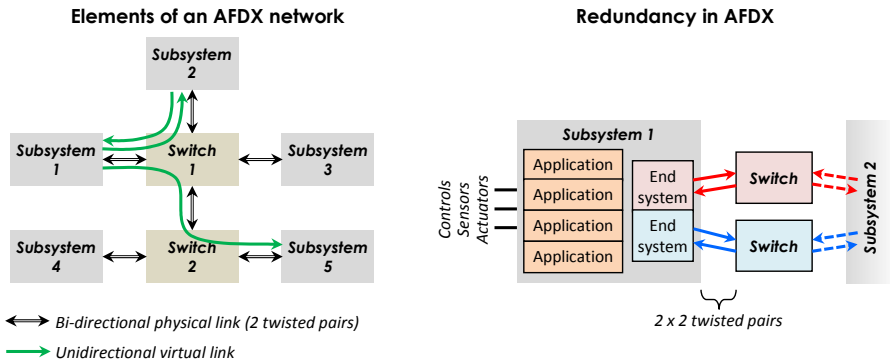 Elements of an AFDX network
Subsystem
2
Subsystem
1
Switch
1
Subsystem
3
Subsystem
4
Switch
2
Subsystem
5
Bi-directional physical link (2 twisted pairs)
Unidirectional virtual link
Redundancy in AFDX
Subsystem 1
Controls
Sensors
Actuators
Application
Application
Application
Application
End
system
End
system
Switch
Switch
Subsystem 2
2 x 2 twisted pairs